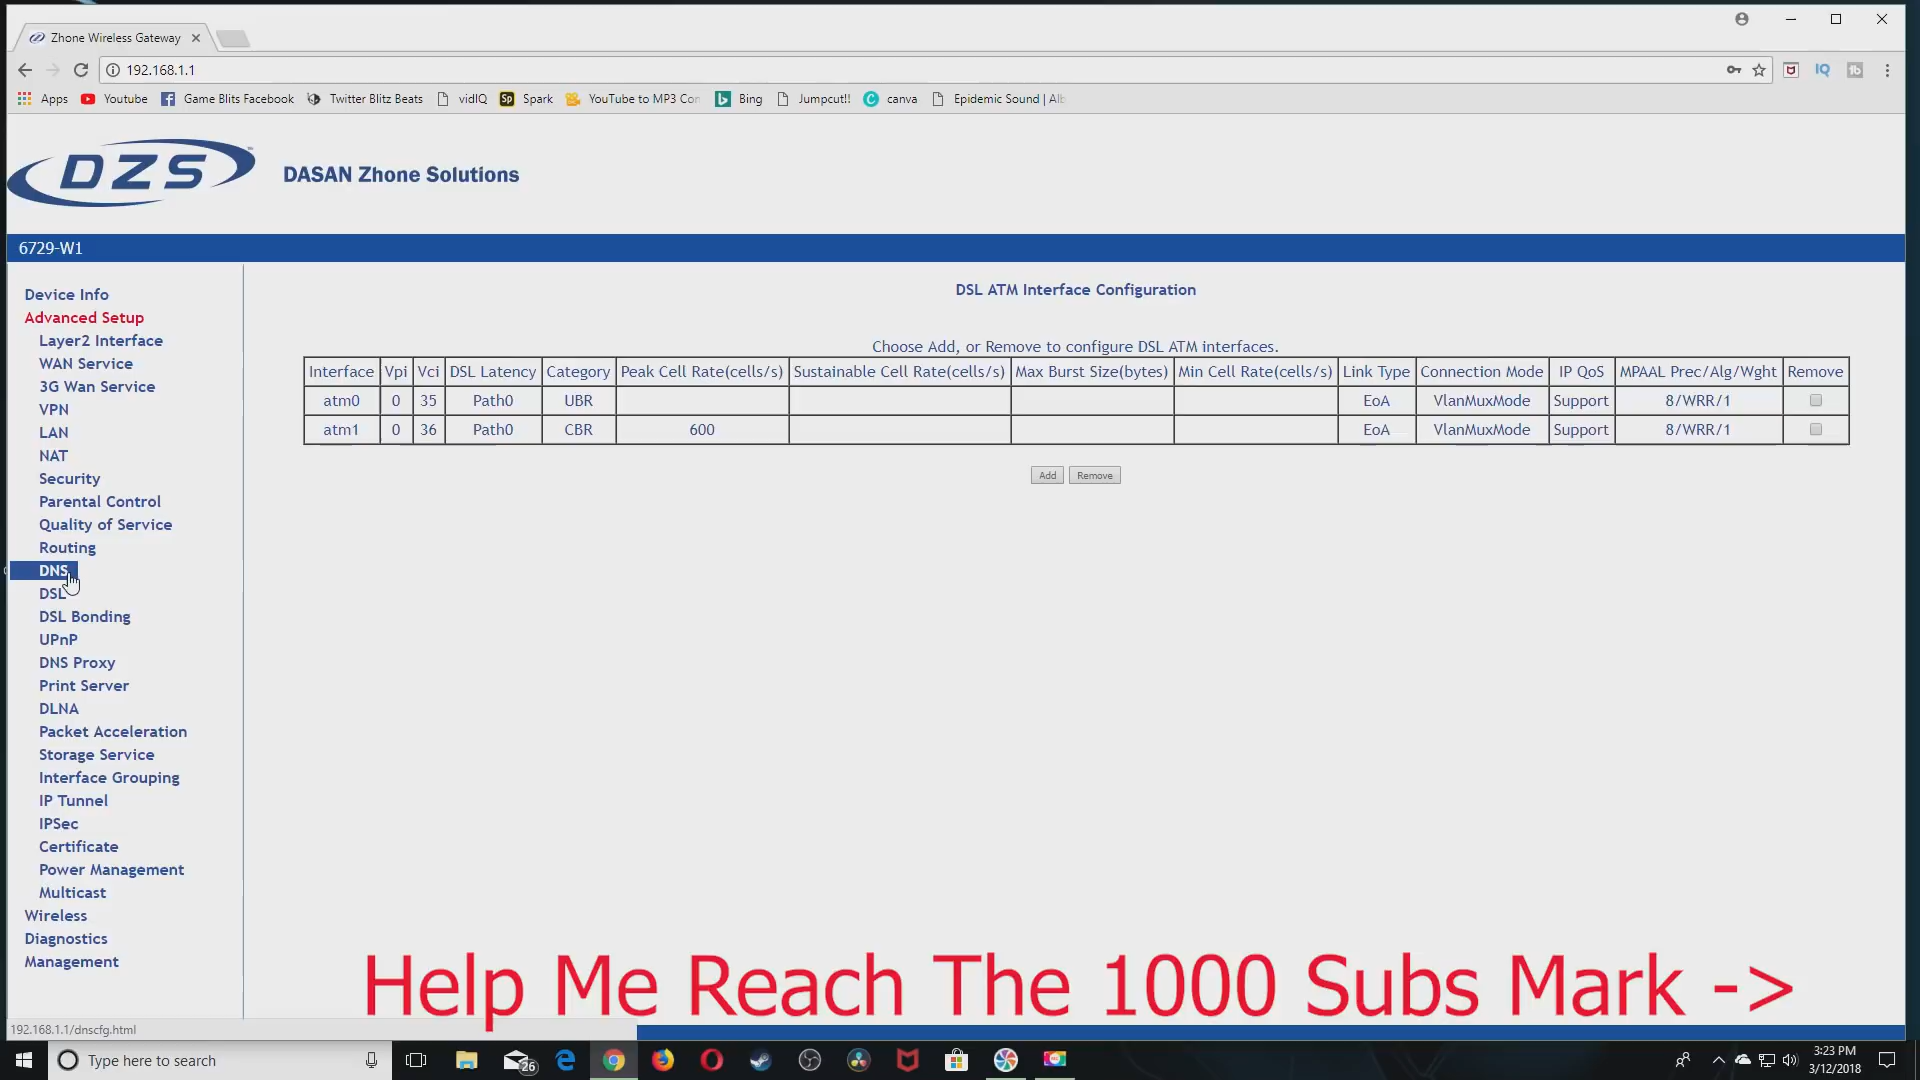 Zhone Wireless Gateway
192.168.1.1
Apps Youtube Game Blits Facebook Twitter Blitz Beats vidIQ Sp Spark YouTube to MP3 Con Bing Jumpcut!! canva Epidemic Sound | Alb
DZS
DASAN Zhone Solutions
6729-W1
Device Info
Advanced Setup
Layer2 Interface
WAN Service
3G Wan Service
VPN
LAN
NAT
Security
Parental Control
Quality of Service
Routing
DNS
DSL
DSL Bonding
UPnP
DNS Proxy
Print Server
DLNA
Packet Acceleration
Storage Service
Interface Grouping
IP Tunnel
IPSec
Certificate
Power Management
Multicast
Wireless
Diagnostics
Management
DSL ATM Interface Configuration
Choose Add, or Remove to configure DSL ATM interfaces.
Interface Vpi Vci DSL Latency Category Peak Cell Rate(cells/s) Sustainable Cell Rate(cells/s) Max Burst Size(bytes) Min Cell Rate(cells/s) Link Type Connection Mode IP QoS MPAAL Prec/Alg/Wght Remove
atm0 0 35 Path0 UBR EoA VlanMuxMode Support 8/WRR/1
atm1 0 36 Path0 CBR 600 EoA VlanMuxMode Support 8/WRR/1
Add Remove
Help Me Reach The 1000 Subs Mark ->
192.168.1.1/dnscfg.html
Type here to search
26
3:23 PM
3/12/2018